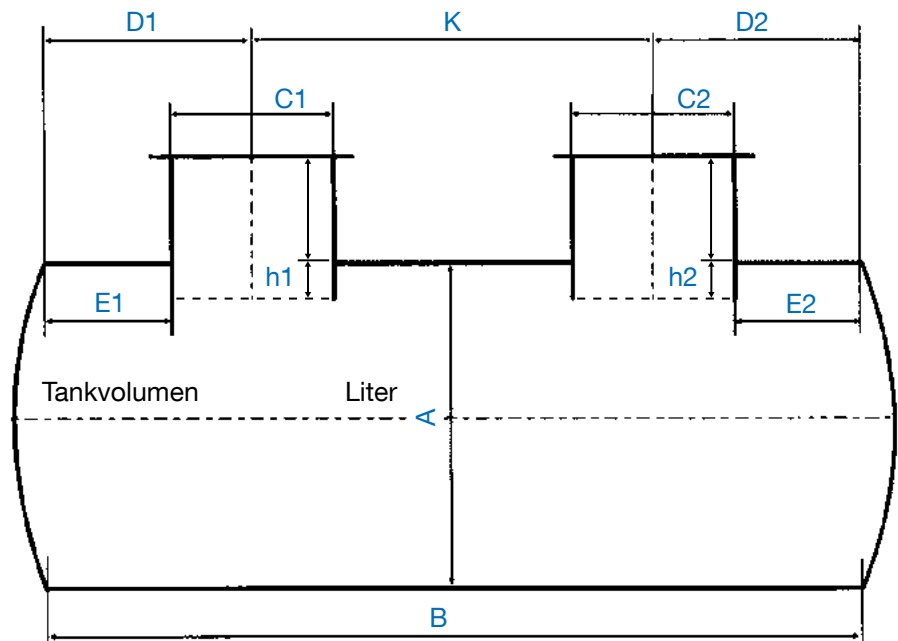 D1 K D2
C1 C2
h1 h2
E1 E2
Tankvolumen Liter
A
B